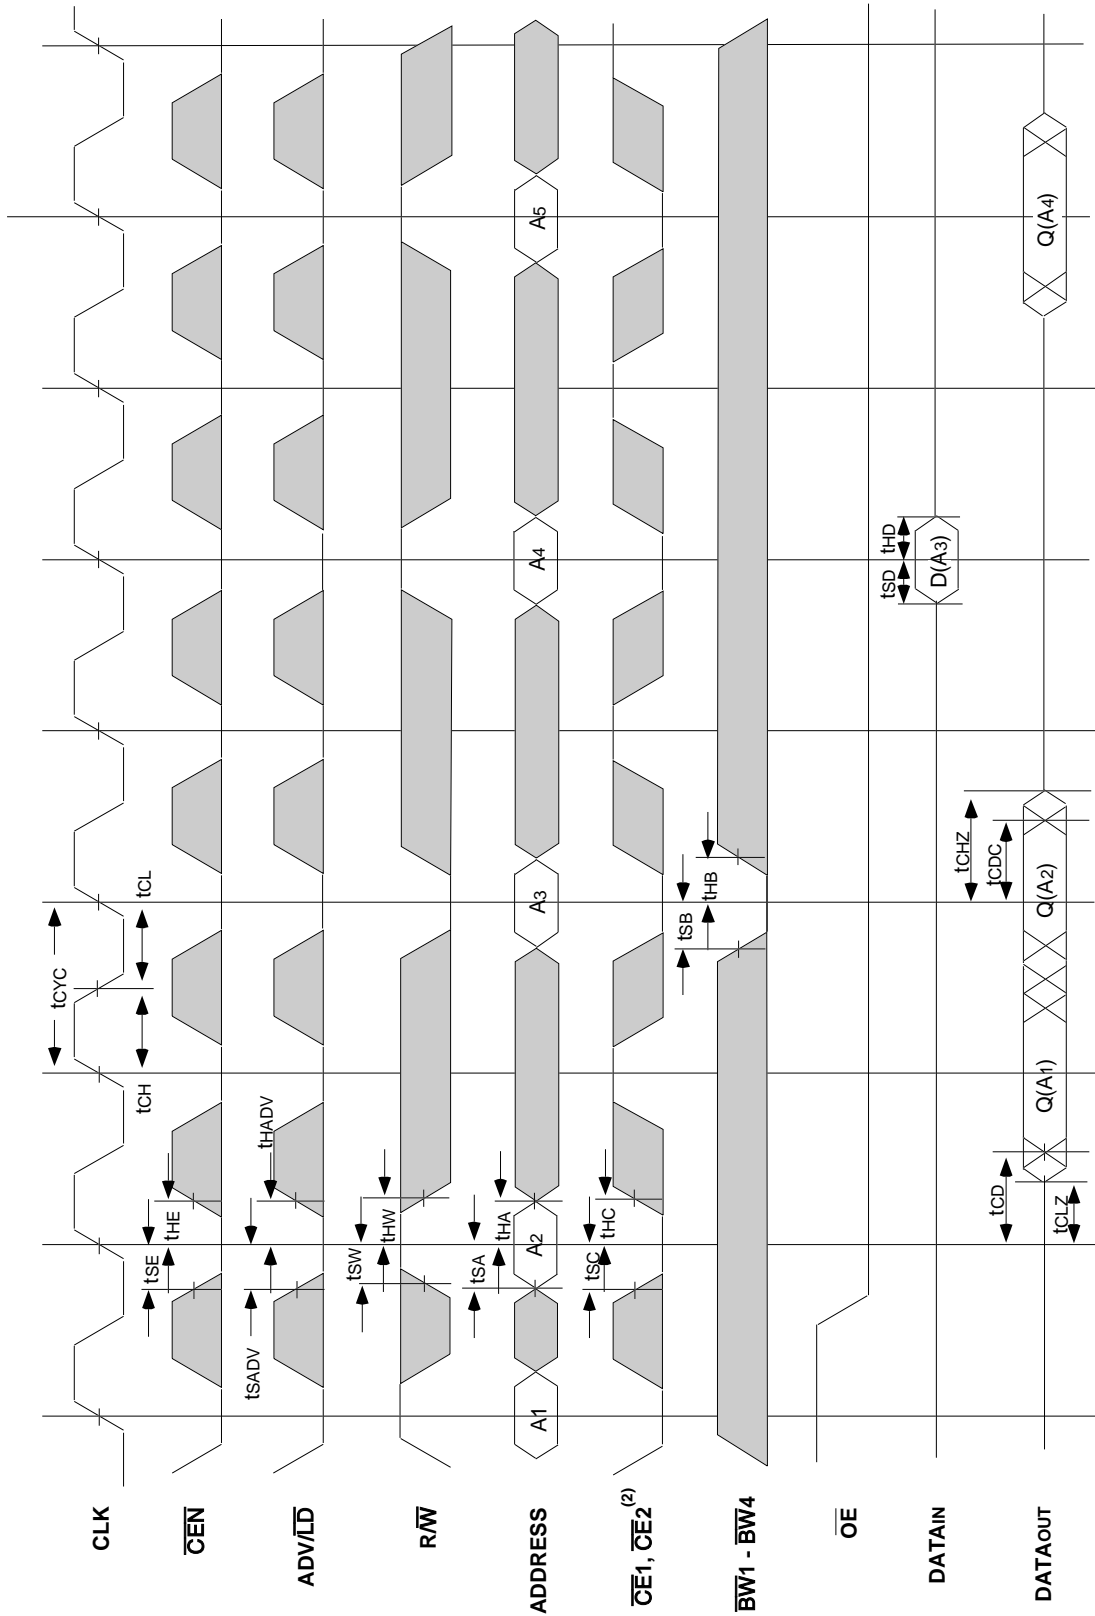 CLK
tCYC
tCH
tCL
CEN
tSE
tHE
ADV/LD
tSADV
tHADV
R/W
tSW
tHW
ADDRESS
A1
A2
A3
A4
A5
tSA
tHA
CE1, CE2(2)
tSC
tHC
BW1 - BW4
tSB
tHB
OE
DATAIN
D(A3)
tSD
tHD
DATAOUT
Q(A1)
Q(A2)
Q(A4)
tCD
tCLZ
tCHZ
tCDC